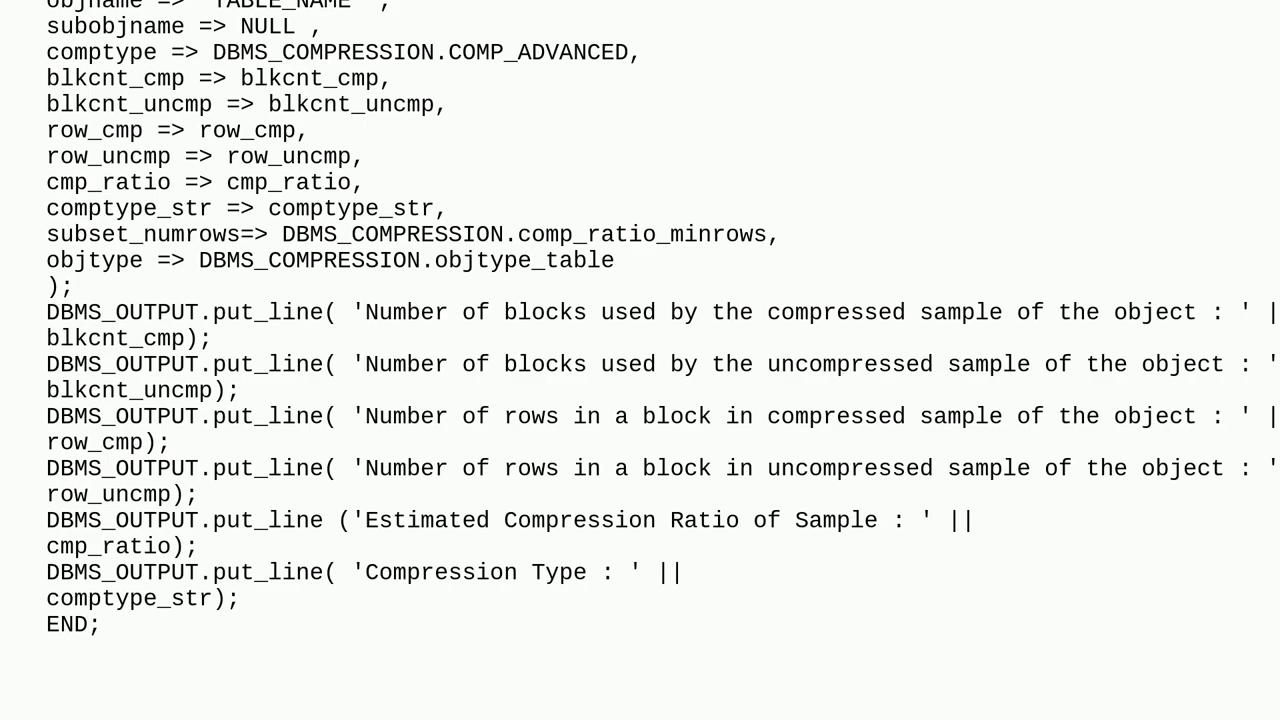 objname => 'TABLE_NAME' ,
subobjname => NULL ,
comptype => DBMS_COMPRESSION.COMP_ADVANCED,
blkcnt_cmp => blkcnt_cmp,
blkcnt_uncmp => blkcnt_uncmp,
row_cmp => row_cmp,
row_uncmp => row_uncmp,
cmp_ratio => cmp_ratio,
comptype_str => comptype_str,
subset_numrows=> DBMS_COMPRESSION.comp_ratio_minrows,
objtype => DBMS_COMPRESSION.objtype_table
);
DBMS_OUTPUT.put_line( 'Number of blocks used by the compressed sample of the object : ' |
blkcnt_cmp);
DBMS_OUTPUT.put_line( 'Number of blocks used by the uncompressed sample of the object : '
blkcnt_uncmp);
DBMS_OUTPUT.put_line( 'Number of rows in a block in compressed sample of the object : ' |
row_cmp);
DBMS_OUTPUT.put_line( 'Number of rows in a block in uncompressed sample of the object : '
row_uncmp);
DBMS_OUTPUT.put_line ('Estimated Compression Ratio of Sample : ' ||
cmp_ratio);
DBMS_OUTPUT.put_line( 'Compression Type : ' ||
comptype_str);
END;